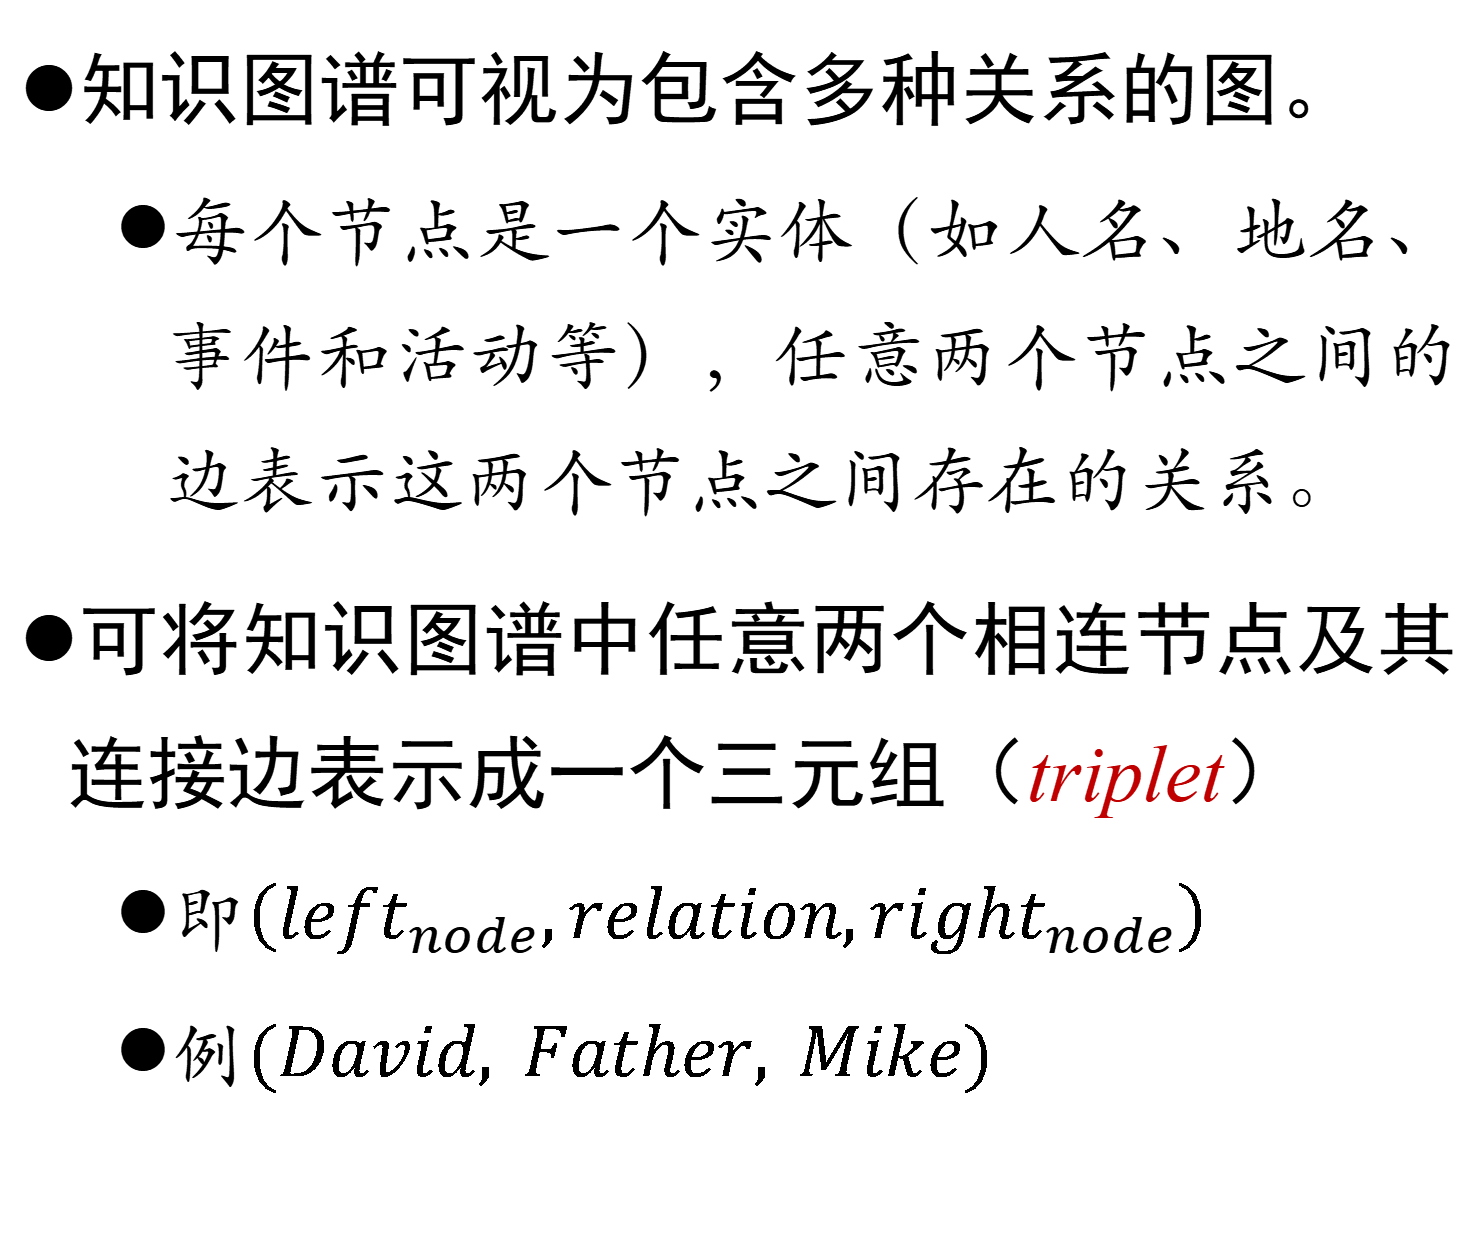 ●知识图谱可视为包含多种关系的图。
●每个节点是一个实体（如人名、地名、
事件和活动等），任意两个节点之间的
边表示这两个节点之间存在的关系。
●可将知识图谱中任意两个相连节点及其
连接边表示成一个三元组（triplet）
●即(left_node, relation, right_node)
●例(David, Father, Mike)